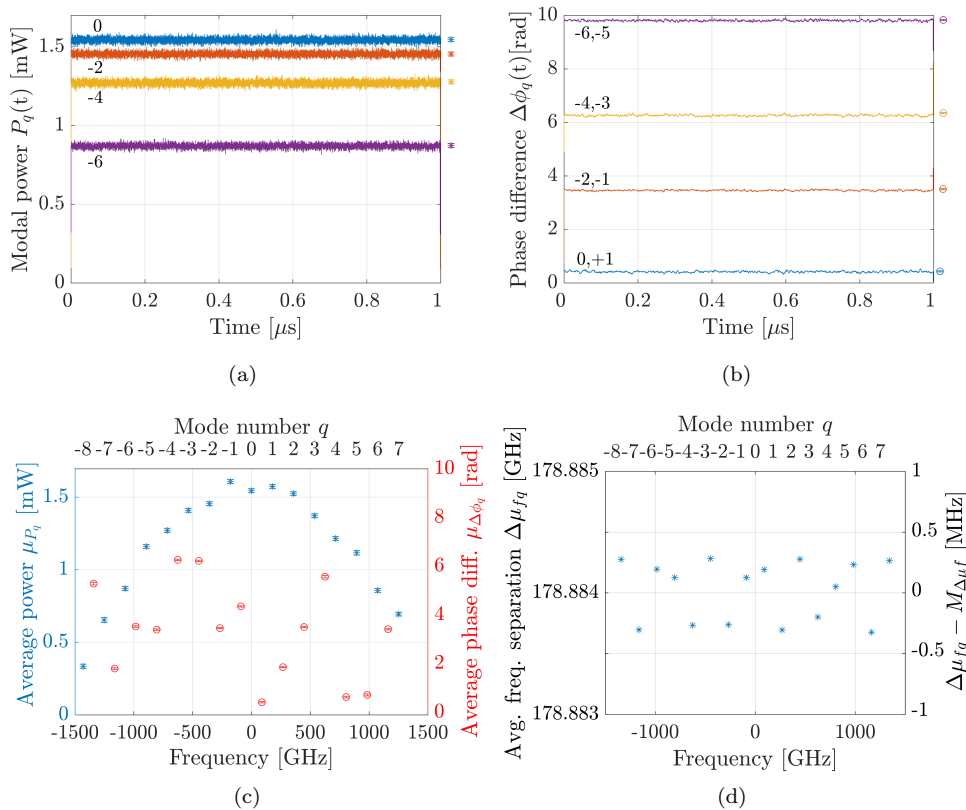 Modal power P_q(t) [mW]
1.5
1
0.5
0
0
-2
-4
-6
0 0.2 0.4 0.6 0.8 1
Time [μs]
(a)
Phase difference Δϕ_q(t)[rad]
10
8
6
4
2
0
-6,-5
-4,-3
-2,-1
0,+1
0 0.2 0.4 0.6 0.8 1
Time [μs]
(b)
Mode number q
-8 -7 -6 -5 -4 -3 -2 -1 0 1 2 3 4 5 6 7
Average power μ_{P_q} [mW]
1.5
1
0.5
0
10
8
6
4
2
0
Average phase diff. μ_{Δϕ_q} [rad]
-1500 -1000 -500 0 500 1000 1500
Frequency [GHz]
(c)
Mode number q
-8 -7 -6 -5 -4 -3 -2 -1 0 1 2 3 4 5 6 7
Avg. freq. separation Δμ_{fq} [GHz]
178.885
178.884
178.883
1
0.5
0
-0.5
-1
Δμ_{fq} − M_{Δμf} [MHz]
-1000 0 1000
Frequency [GHz]
(d)